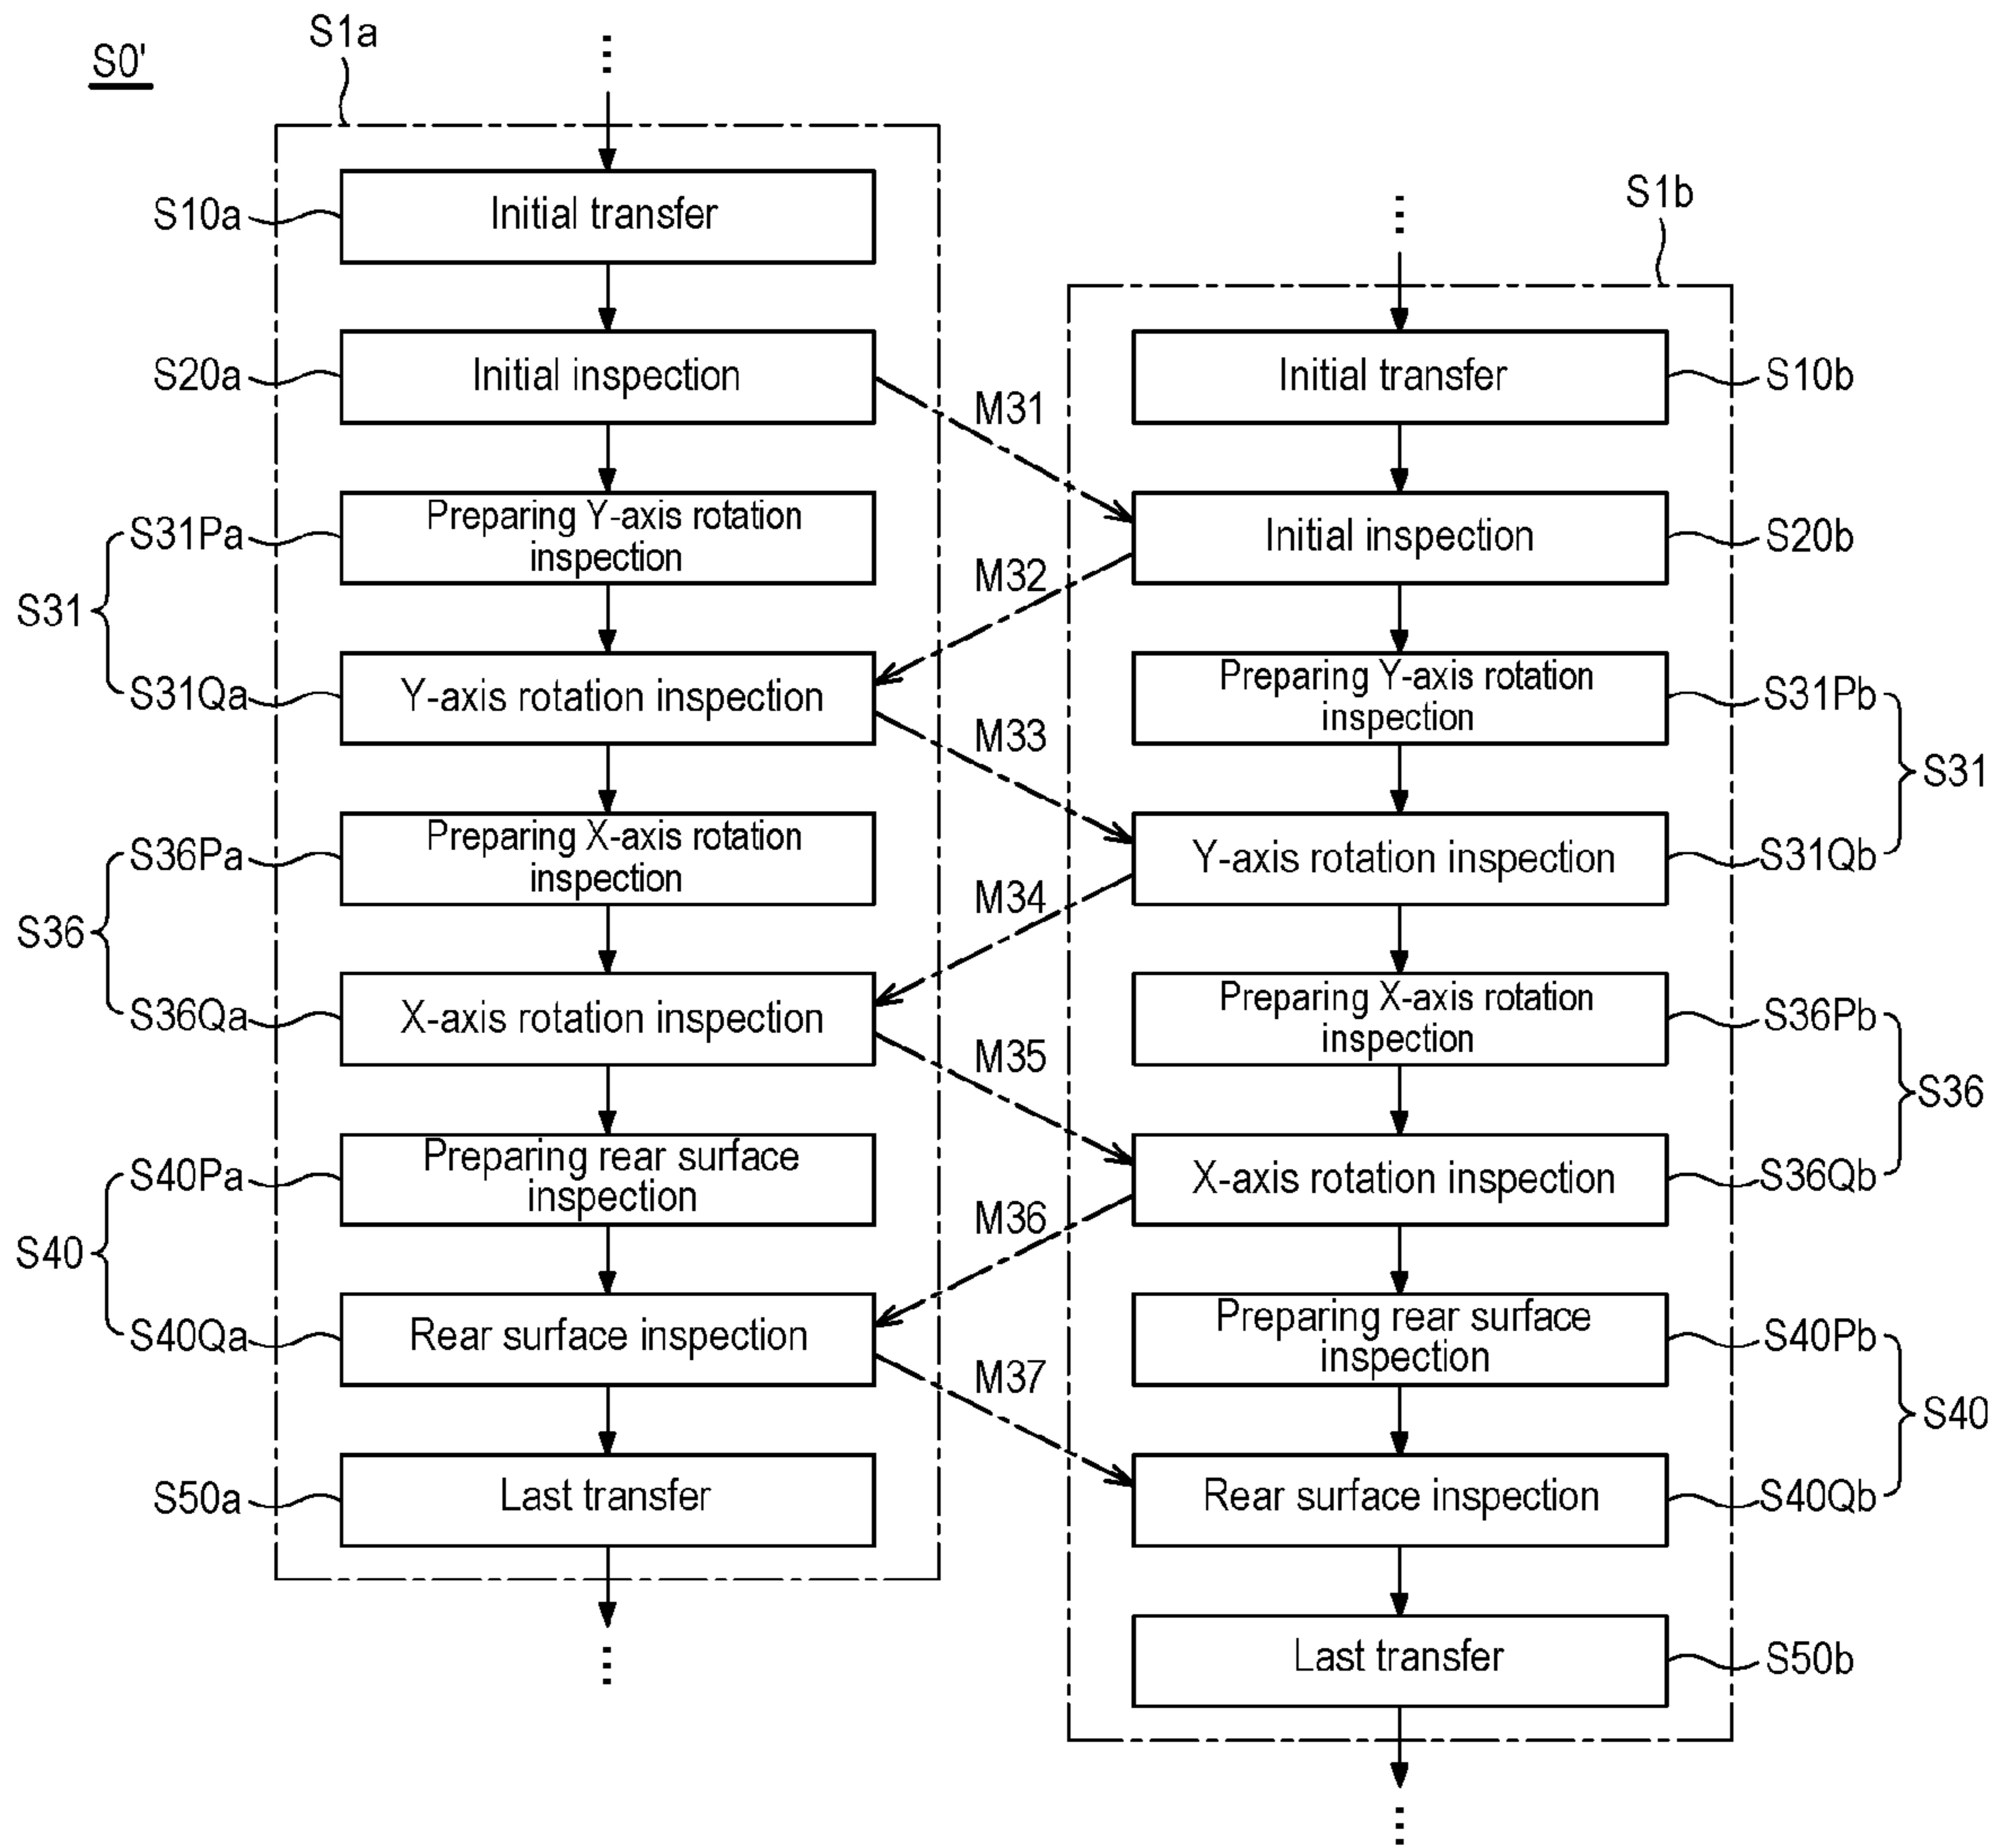 S0'
S1a
S10a
Initial transfer
S1b
S20a
Initial inspection
M31
Initial transfer
S10b
S31
S31Pa
Preparing Y-axis rotation
inspection
M32
Initial inspection
S20b
S31Qa
Y-axis rotation inspection
M33
Preparing Y-axis rotation
inspection
S31Pb
S31
S36
S36Pa
Preparing X-axis rotation
inspection
M34
Y-axis rotation inspection
S31Qb
S36Qa
X-axis rotation inspection
M35
Preparing X-axis rotation
inspection
S36Pb
S36
S40
S40Pa
Preparing rear surface
inspection
M36
X-axis rotation inspection
S36Qb
S40Qa
Rear surface inspection
M37
Preparing rear surface
inspection
S40Pb
S40
S50a
Last transfer
Rear surface inspection
S40Qb
Last transfer
S50b